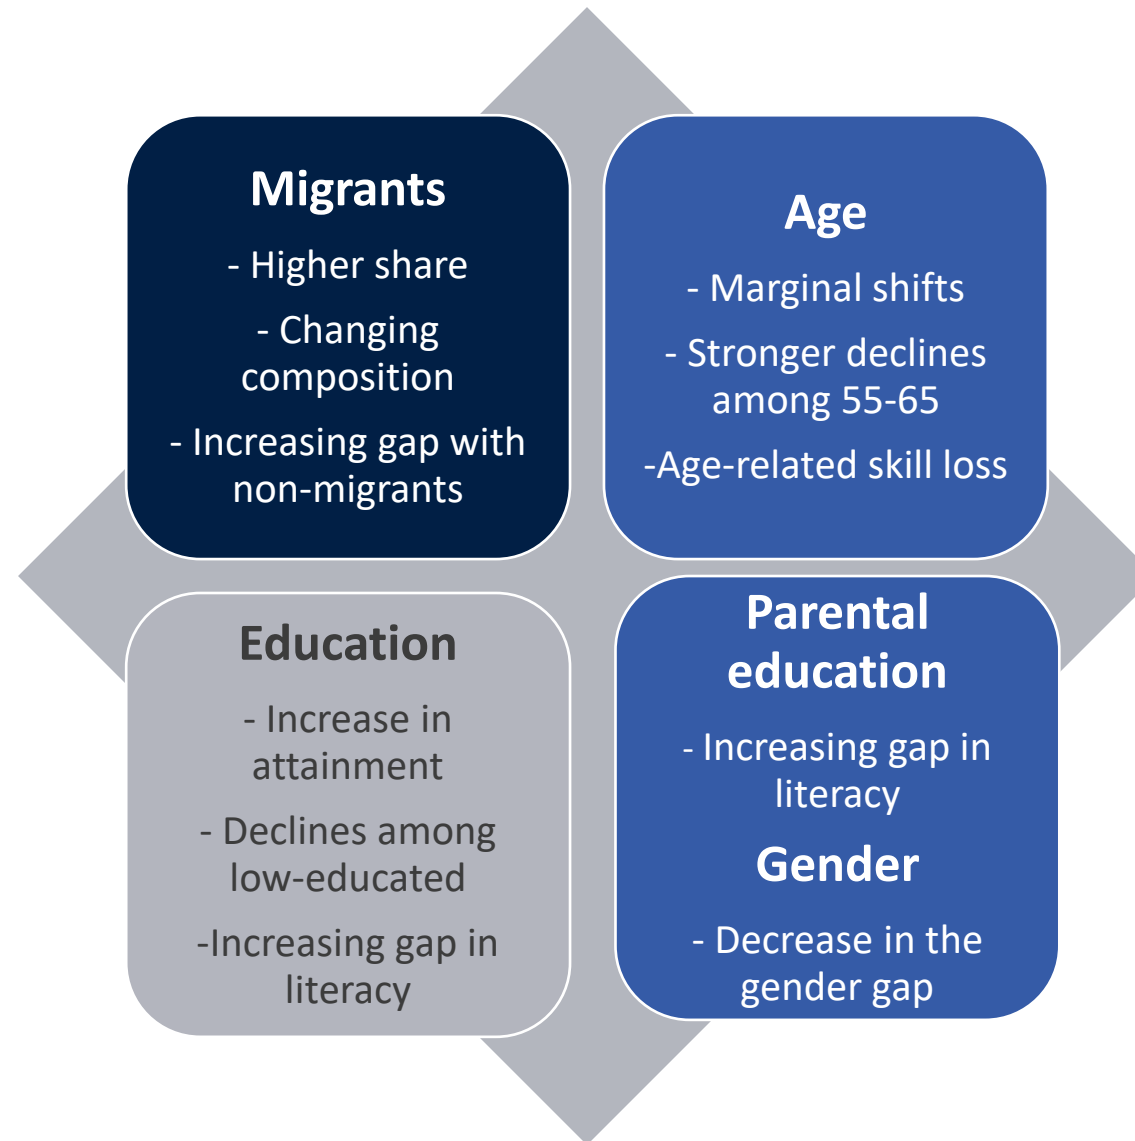 Migrants
- Higher share
- Changing
composition
- Increasing gap with
non-migrants
Age
- Marginal shifts
- Stronger declines
among 55-65
-Age-related skill loss
Education
- Increase in
attainment
- Declines among
low-educated
-Increasing gap in
literacy
Parental
education
- Increasing gap in
literacy
Gender
- Decrease in the
gender gap